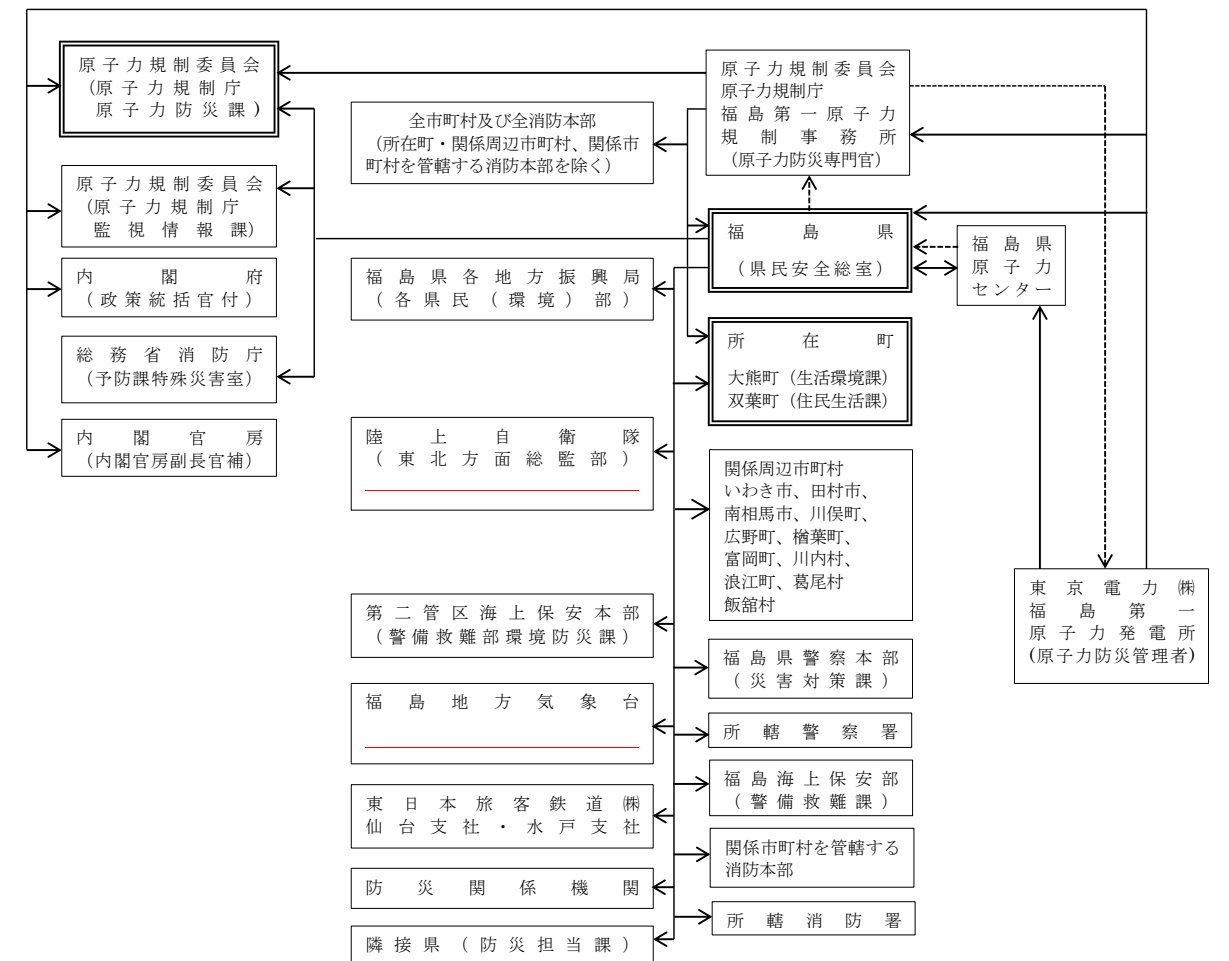 原子力規制委員会
(原子力規制庁
原子力防災課)
原子力規制委員会
(原子力規制庁
監視情報課)
内閣府
(政策統括官付)
総務省消防庁
(予防課特殊災害室)
内閣官房
(内閣官房副長官補)
全市町村及び全消防本部
(所在町・関係周辺市町村、関係市
町村を管轄する消防本部を除く)
福島県各地方振興局
(各県民(環境)部)
陸上自衛隊
(東北方面総監部)
第二管区海上保安本部
(警備救難部環境防災課)
福島地方気象台
東日本旅客鉄道㈱
仙台支社・水戸支社
防災関係機関
隣接県(防災担当課)
原子力規制委員会
原子力規制庁
福島第一原子力
規制事務所
(原子力防災専門官)
福島県
(県民安全総室)
所在町
大熊町(生活環境課)
双葉町(住民生活課)
関係周辺市町村
いわき市、田村市、
南相馬市、川俣町、
広野町、楢葉町、
富岡町、川内村、
浪江町、葛尾村
飯舘村
福島県警察本部
(災害対策課)
所轄警察署
福島海上保安部
(警備救難課)
関係市町村を管轄する
消防本部
所轄消防署
福島県
原子力
センター
東京電力㈱
福島第一
原子力発電所
(原子力防災管理者)